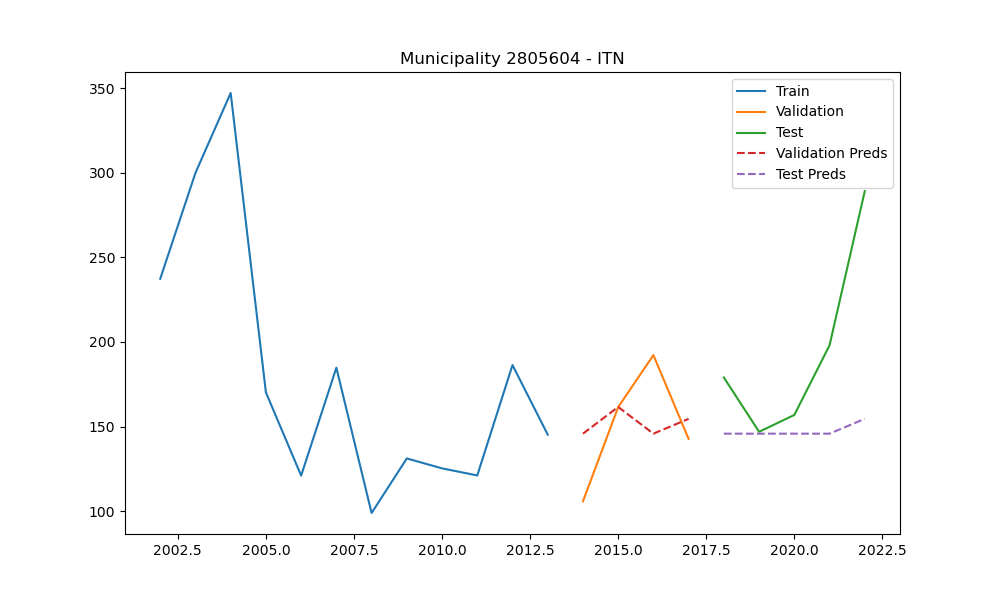 Municipality 2805604 - ITN
350
300
250
200
150
100
2002.5 2005.0 2007.5 2010.0 2012.5 2015.0 2017.5 2020.0 2022.5
Train
Validation
Test
Validation Preds
Test Preds